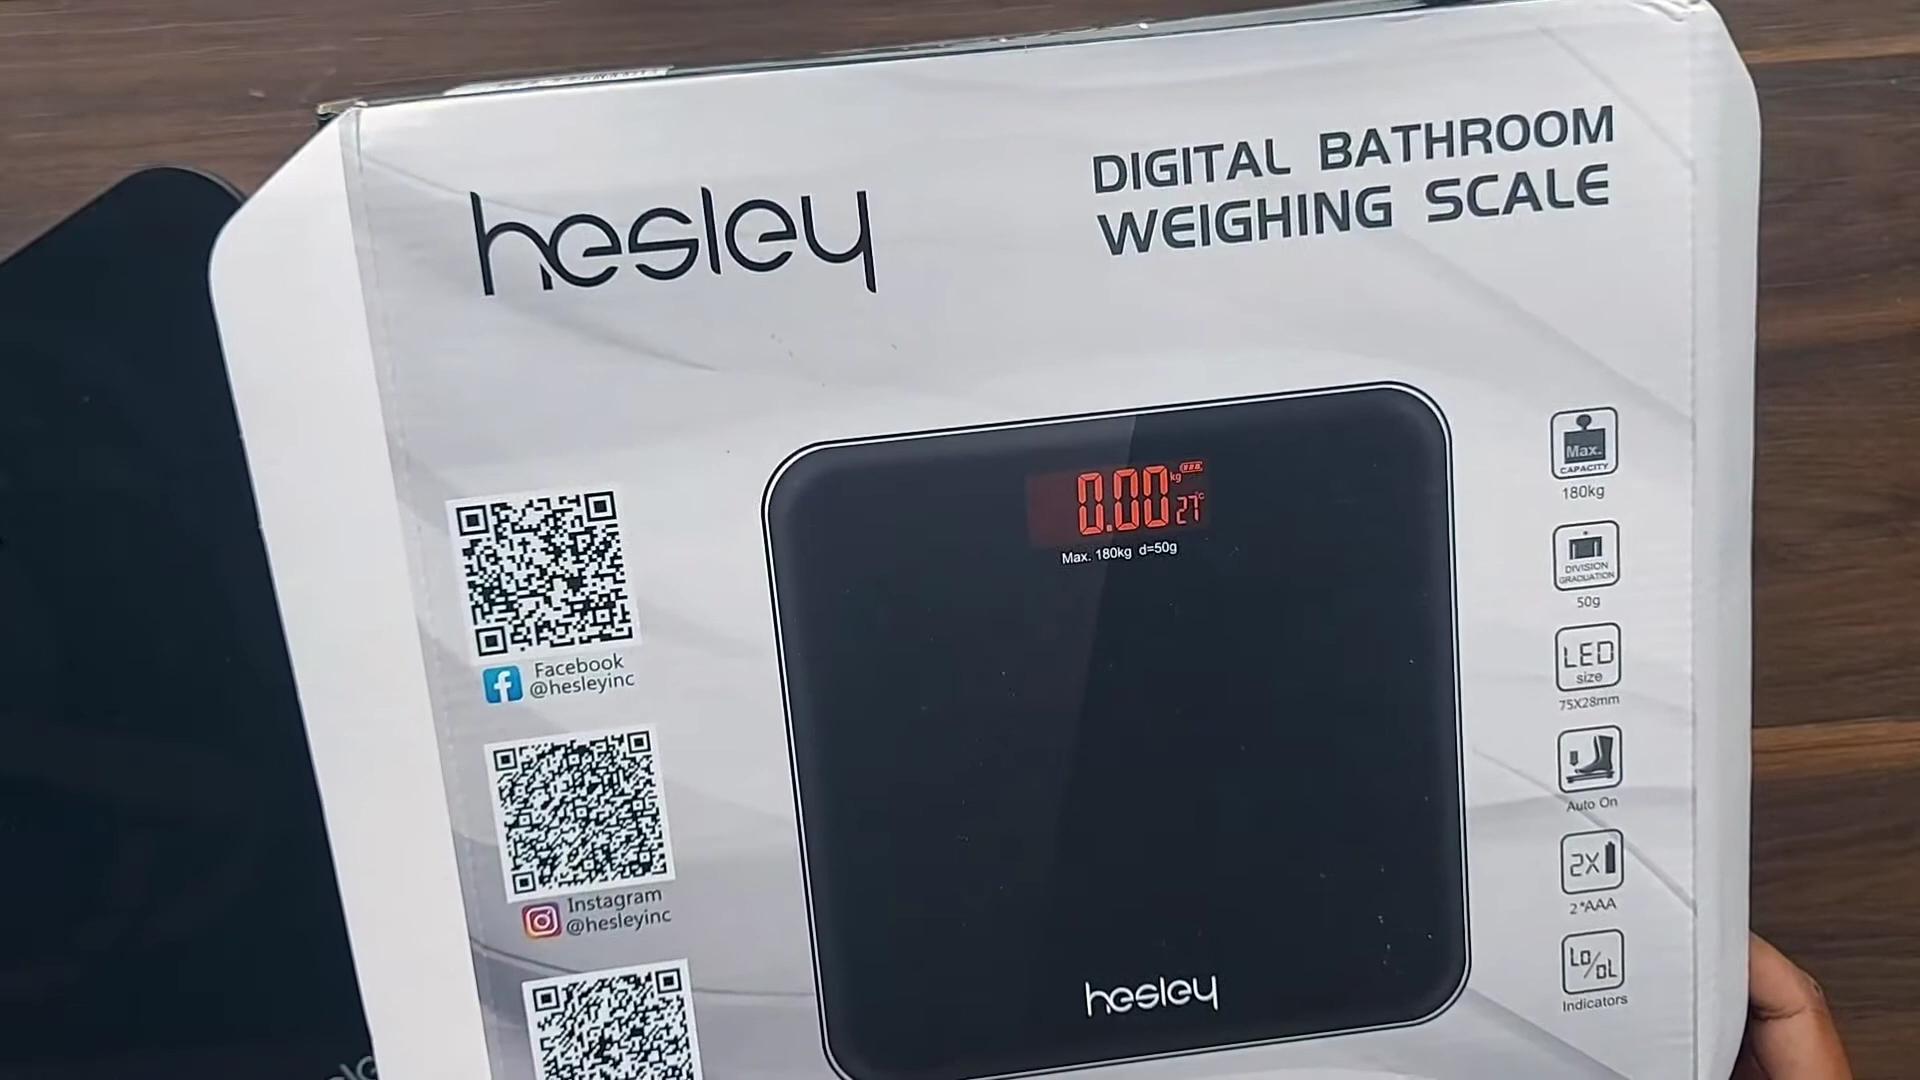 hesley
DIGITAL BATHROOM
WEIGHING SCALE
0.00 kg
27°C
Max. 180kg d=50g
hesley
Facebook
@hesleyinc
Instagram
@hesleyinc
Max.
CAPACITY
180kg
DIVISION
GRADUATION
50g
LED
size
75X28mm
Auto On
2X
2*AAA
LO/OL
Indicators